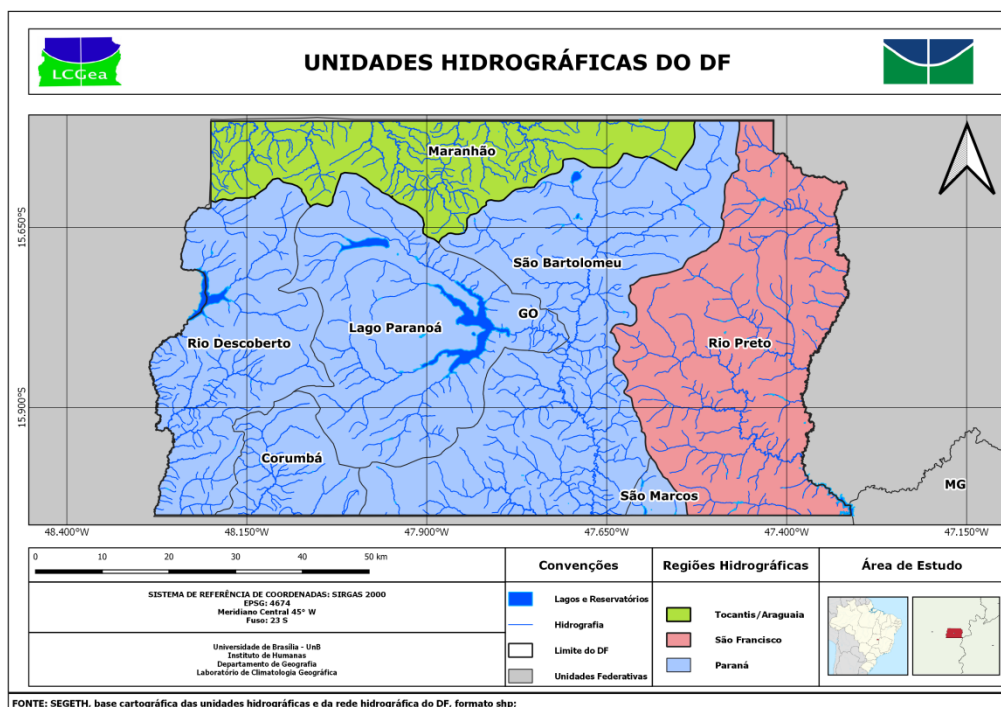 LCGea
UNIDADES HIDROGRÁFICAS DO DF
Maranhão
15.650°S
São Bartolomeu
GO
Lago Paranoá
Rio Descoberto
Rio Preto
15.900°S
Corumbá
São Marcos
MG
48.400°W 48.150°W 47.900°W 47.650°W 47.400°W 47.150°W
0 10 20 30 40 50 km
SISTEMA DE REFERÊNCIA DE COORDENADAS: SIRGAS 2000
EPSG: 4674
Meridiano Central 45° W
Fuso: 23 S
Universidade de Brasília - UnB
Instituto de Humanas
Departamento de Geografia
Laboratório de Climatologia Geográfica
Convenções
Lagos e Reservatórios
Hidrografia
Limite do DF
Unidades Federativas
Regiões Hidrográficas
Tocantis/Araguaia
São Francisco
Paraná
Área de Estudo
FONTE: SEGETH, base cartográfica das unidades hidrográficas e da rede hidrográfica do DF, formato shp;